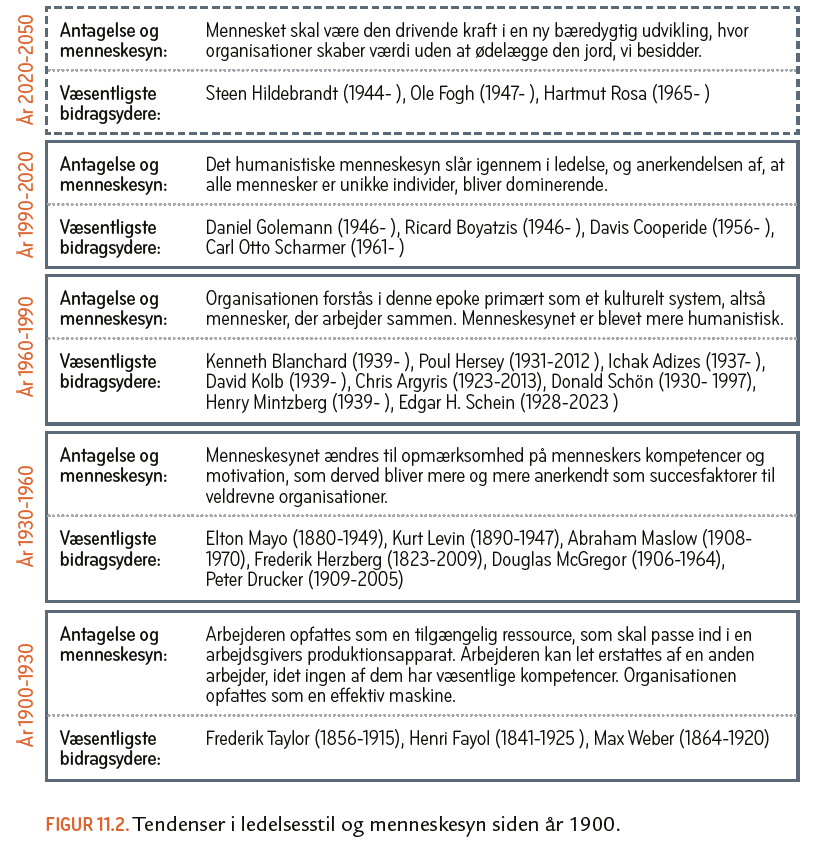 År 2020-2050
Antagelse og
menneskesyn:
Mennesket skal være den drivende kraft i en ny bæredygtig udvikling, hvor
organisationer skaber værdi uden at ødelægge den jord, vi besidder.
Væsentligste
bidragsydere:
Steen Hildebrandt (1944- ), Ole Fogh (1947- ), Hartmut Rosa (1965- )
År 1990-2020
Antagelse og
menneskesyn:
Det humanistiske menneskesyn slår igennem i ledelse, og anerkendelsen af, at
alle mennesker er unikke individer, bliver dominerende.
Væsentligste
bidragsydere:
Daniel Golemann (1946- ), Ricard Boyatzis (1946- ), Davis Cooperide (1956- ),
Carl Otto Scharmer (1961- )
År 1960-1990
Antagelse og
menneskesyn:
Organisationen forstås i denne epoke primært som et kulturelt system, altså
mennesker, der arbejder sammen. Menneskesynet er blevet mere humanistisk.
Væsentligste
bidragsydere:
Kenneth Blanchard (1939- ), Poul Hersey (1931-2012 ), Ichak Adizes (1937- ),
David Kolb (1939- ), Chris Argyris (1923-2013), Donald Schön (1930- 1997),
Henry Mintzberg (1939- ), Edgar H. Schein (1928-2023 )
År 1930-1960
Antagelse og
menneskesyn:
Menneskesynet ændres til opmærksomhed på menneskers kompetencer og
motivation, som derved bliver mere og mere anerkendt som succesfaktorer til
veldrevne organisationer.
Væsentligste
bidragsydere:
Elton Mayo (1880-1949), Kurt Levin (1890-1947), Abraham Maslow (1908-
1970), Frederik Herzberg (1823-2009), Douglas McGregor (1906-1964),
Peter Drucker (1909-2005)
År 1900-1930
Antagelse og
menneskesyn:
Arbejderen opfattes som en tilgængelig ressource, som skal passe ind i en
arbejdsgivers produktionsapparat. Arbejderen kan let erstattes af en anden
arbejder, idet ingen af dem har væsentlige kompetencer. Organisationen
opfattes som en effektiv maskine.
Væsentligste
bidragsydere:
Frederik Taylor (1856-1915), Henri Fayol (1841-1925 ), Max Weber (1864-1920)
FIGUR 11.2. Tendenser i ledelsesstil og menneskesyn siden år 1900.